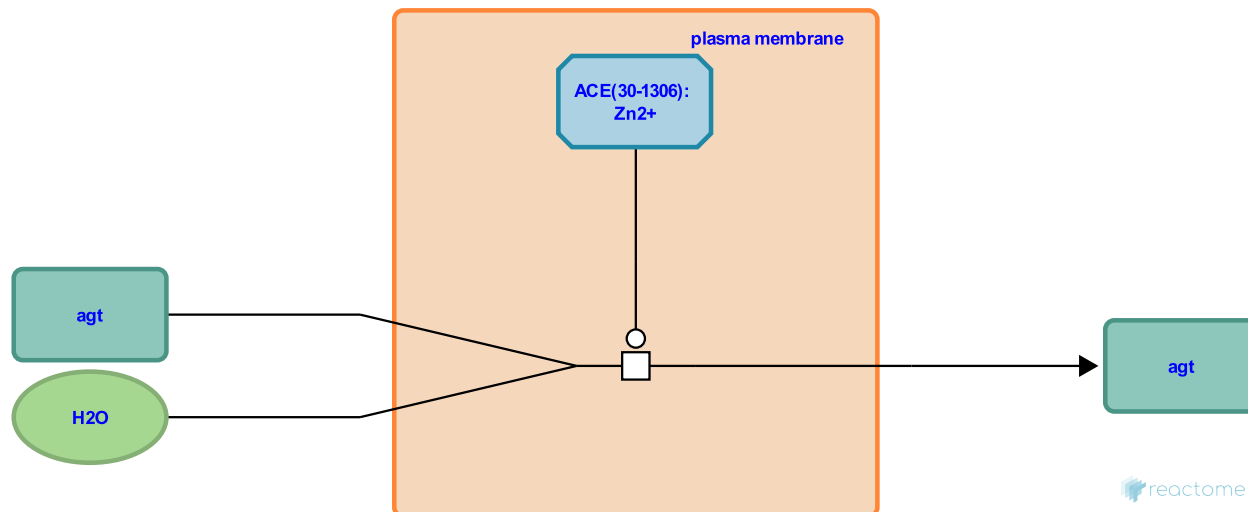 plasma membrane
ACE(30-1306):
Zn2+
agt
H2O
agt
reactome